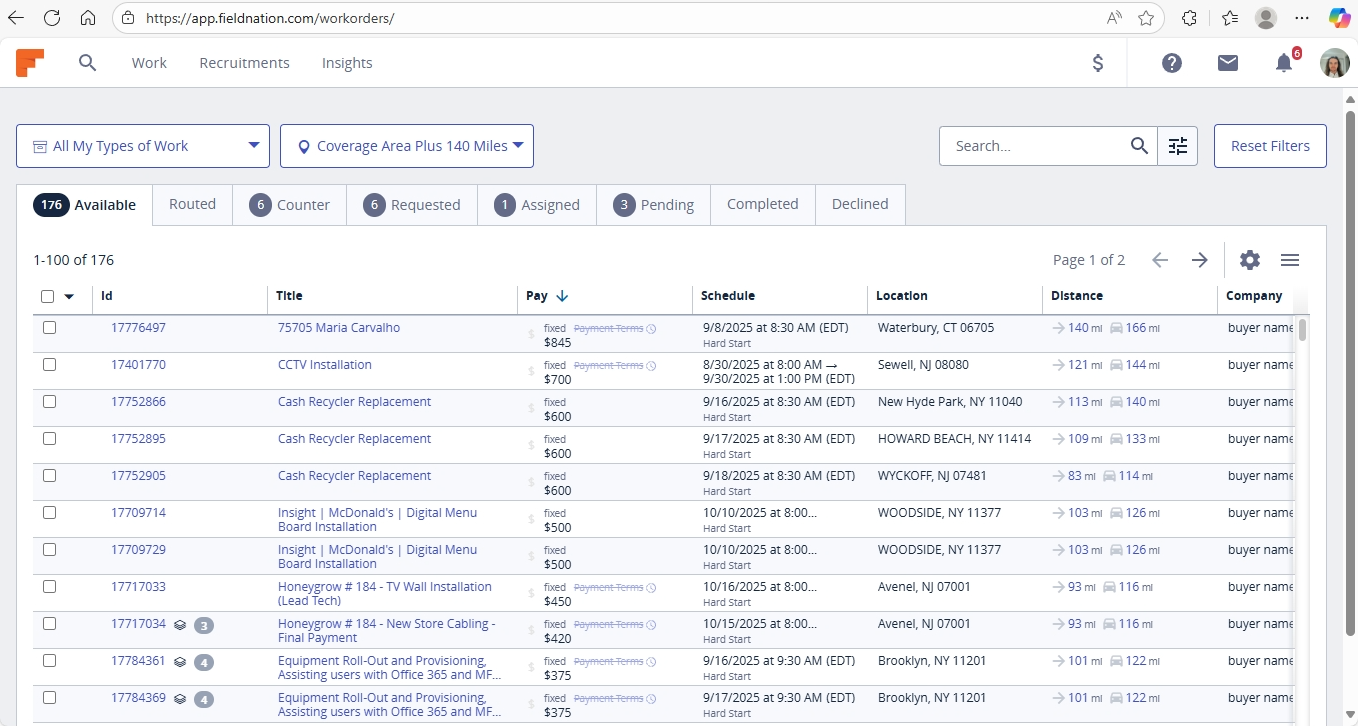 https://app.fieldnation.com/workorders/
Work Recruitments Insights $ 6
All My Types of Work Coverage Area Plus 140 Miles Search... Reset Filters
176 Available Routed 6 Counter 6 Requested 1 Assigned 3 Pending Completed Declined
1-100 of 176 Page 1 of 2
Id Title Pay Schedule Location Distance Company
17776497 75705 Maria Carvalho $ fixed Payment Terms 9/8/2025 at 8:30 AM (EDT) Waterbury, CT 06705 140 mi 166 mi buyer name
$845 Hard Start
17401770 CCTV Installation $ fixed Payment Terms 8/30/2025 at 8:00 AM → Sewell, NJ 08080 121 mi 144 mi buyer name
$700 9/30/2025 at 1:00 PM (EDT)
17752866 Cash Recycler Replacement $ fixed 9/16/2025 at 8:30 AM (EDT) New Hyde Park, NY 11040 113 mi 140 mi buyer name
$600 Hard Start
17752895 Cash Recycler Replacement $ fixed 9/17/2025 at 8:30 AM (EDT) HOWARD BEACH, NY 11414 109 mi 133 mi buyer name
$600 Hard Start
17752905 Cash Recycler Replacement $ fixed 9/18/2025 at 8:30 AM (EDT) WYCKOFF, NJ 07481 83 mi 114 mi buyer name
$600 Hard Start
17709714 Insight | McDonald's | Digital Menu $ fixed 10/10/2025 at 8:00... WOODSIDE, NY 11377 103 mi 126 mi buyer name
Board Installation $500 Hard Start
17709729 Insight | McDonald's | Digital Menu $ fixed 10/10/2025 at 8:00... WOODSIDE, NY 11377 103 mi 126 mi buyer name
Board Installation $500 Hard Start
17717033 Honeygrow # 184 - TV Wall Installation $ fixed Payment Terms 10/16/2025 at 8:00... Avenel, NJ 07001 93 mi 116 mi buyer name
(Lead Tech) $450 Hard Start
17717034 3 Honeygrow # 184 - New Store Cabling - $ fixed Payment Terms 10/15/2025 at 8:00... Avenel, NJ 07001 93 mi 116 mi buyer name
Final Payment $420 Hard Start
17784361 4 Equipment Roll-Out and Provisioning, $ fixed Payment Terms 9/16/2025 at 9:30 AM (EDT) Brooklyn, NY 11201 101 mi 122 mi buyer name
Assisting users with Office 365 and MF... $375 Hard Start
17784369 4 Equipment Roll-Out and Provisioning, $ fixed Payment Terms 9/17/2025 at 9:30 AM (EDT) Brooklyn, NY 11201 101 mi 122 mi buyer name
Assisting users with Office 365 and MF... $375 Hard Start